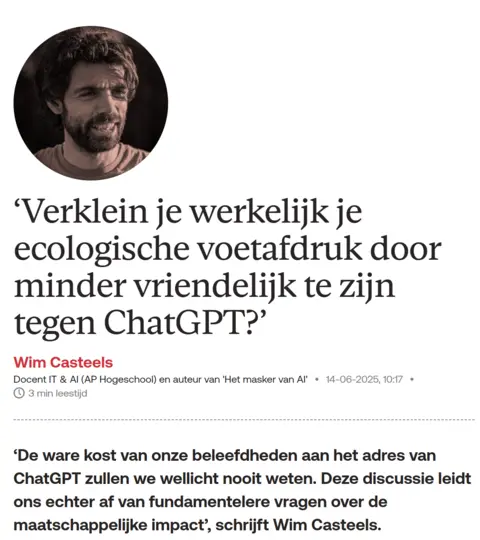 ‘Verklein je werkelijk je
ecologische voetafdruk door
minder vriendelijk te zijn
tegen ChatGPT?’
Wim Casteels
Docent IT & AI (AP Hogeschool) en auteur van 'Het masker van AI' • 14-06-2025, 10:17 •
3 min leestijd
‘De ware kost van onze beleefdheden aan het adres van
ChatGPT zullen we wellicht nooit weten. Deze discussie leidt
ons echter af van fundamentelere vragen over de
maatschappelijke impact’, schrijft Wim Casteels.